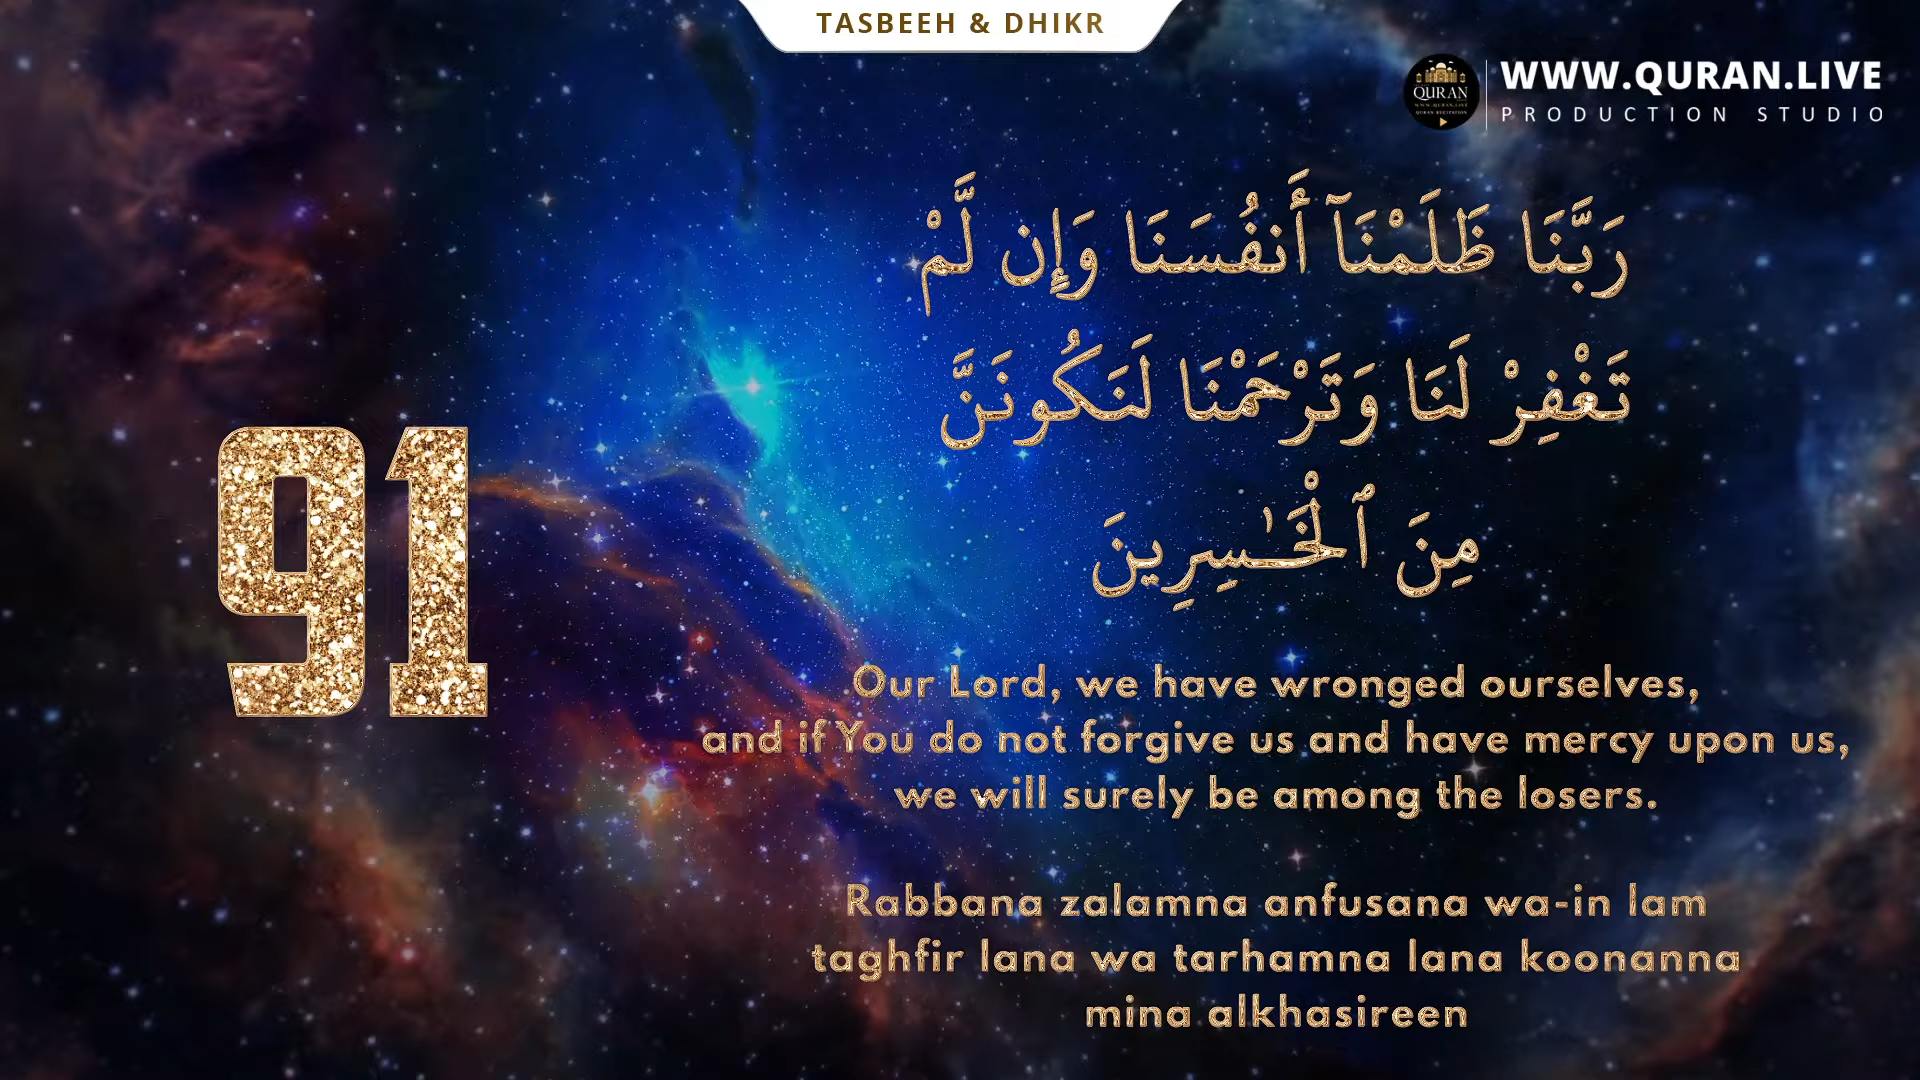 TASBEEH & DHIKR
QURAN
WWW.QURAN.LIVE
PRODUCTION STUDIO
رَبَّنَا ظَلَمْنَآ أَنفُسَنَا وَإِن لَّمْ
تَغْفِرْ لَنَا وَتَرْحَمْنَا لَنَكُونَنَّ
مِنَ ٱلْخَـٰسِرِينَ
91
Our Lord, we have wronged ourselves,
and if You do not forgive us and have mercy upon us,
we will surely be among the losers.
Rabbana zalamna anfusana wa-in lam
taghfir lana wa tarhamna lana koonanna
mina alkhasireen